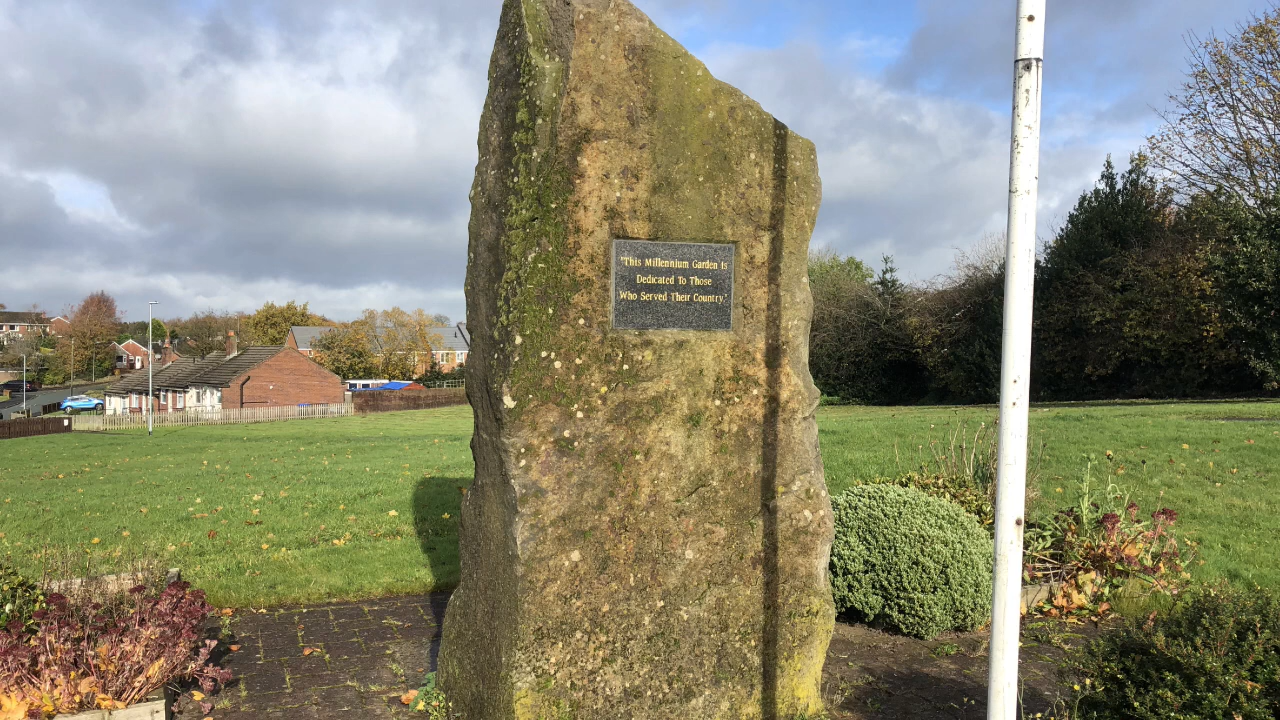 "This Millennium Garden Is
Dedicated To Those
Who Served Their Country."